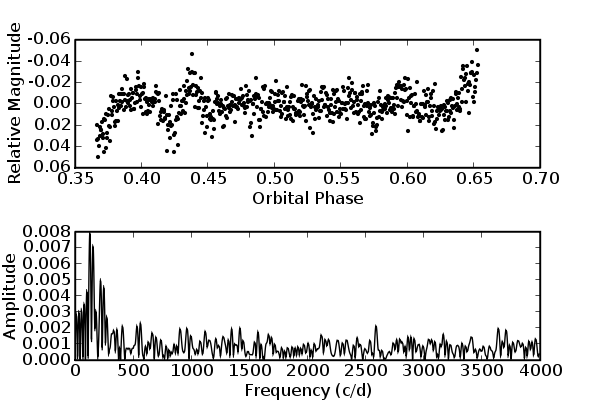 Relative Magnitude
-0.06
-0.04
-0.02
0.00
0.02
0.04
0.06
0.35 0.40 0.45 0.50 0.55 0.60 0.65 0.70
Orbital Phase
Amplitude
0.008
0.007
0.006
0.005
0.004
0.003
0.002
0.001
0.000
0 500 1000 1500 2000 2500 3000 3500 4000
Frequency (c/d)